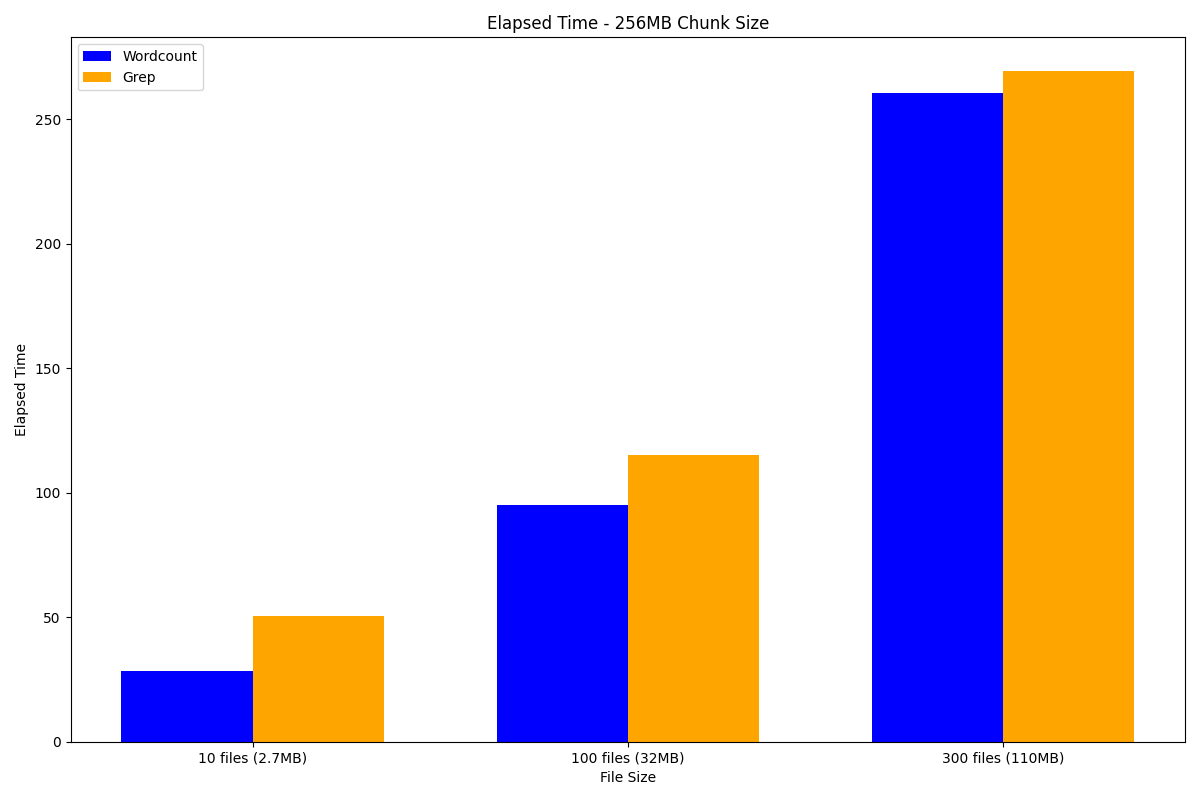 Elapsed Time - 256MB Chunk Size
Wordcount
Grep
250
200
150
100
50
0
Elapsed Time
10 files (2.7MB)
100 files (32MB)
300 files (110MB)
File Size